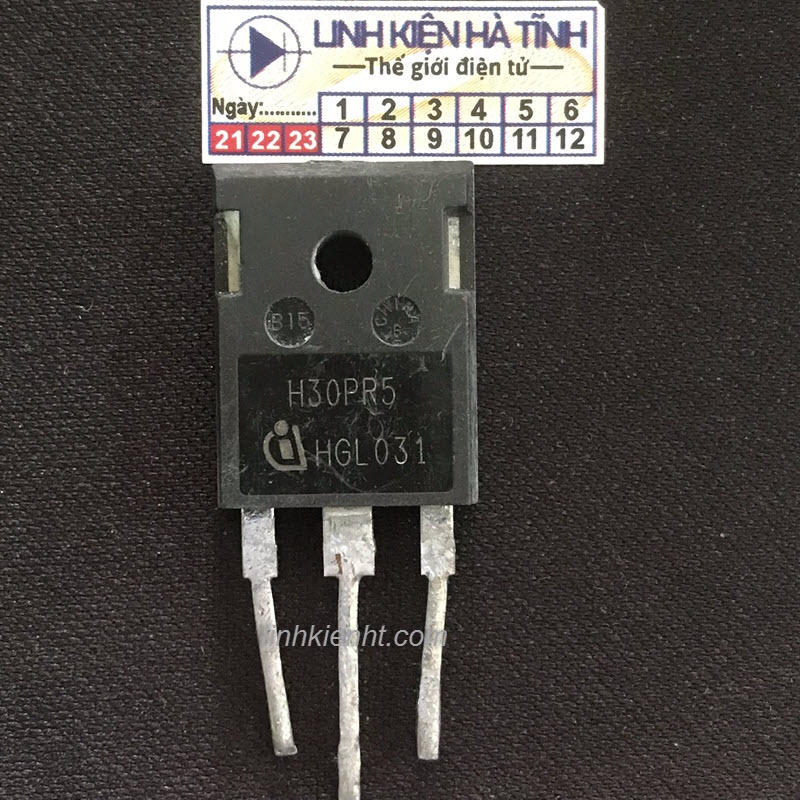 LINH KIỆN HÀ TĨNH
Thế giới điện tử
Ngày:........... 1 2 3 4 5 6
21 22 23 7 8 9 10 11 12
B15 CHINA
B
H30PR5
HGL031
linhkienht.com